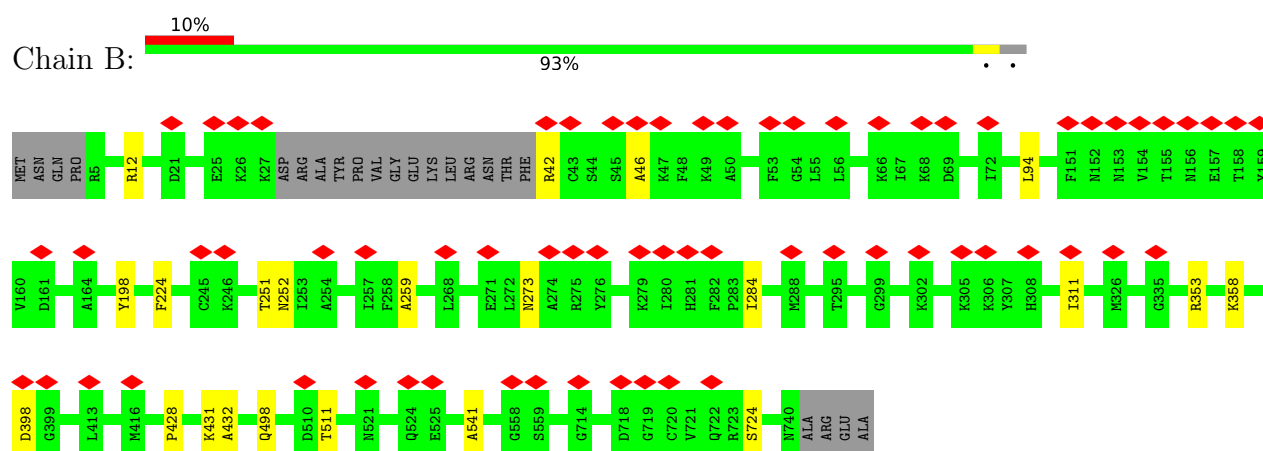 10%
Chain B:
93%
• •
MET ASN GLN PRO R5 R12 D21 E25 K26 K27 ASP ARG ALA TYR PRO VAL GLY GLU LYS LEU ARG ASN THR PHE R42 C43 S44 S45 A46 K47 F48 K49 A50 F53 G54 L55 L56 K66 I67 K68 D69 I72 L94 F151 N152 N153 V154 T155 N156 E157 T158 Y159
V160 D161 A164 Y198 F224 C245 K246 T251 N252 I253 A254 I257 F258 A259 L268 E271 L272 N273 A274 R275 Y276 K279 I280 H281 F282 P283 I284 M288 T295 G299 K302 K305 K306 Y307 H308 I311 M326 G335 R353 K358
D398 G399 L413 M416 P428 K431 A432 Q498 D510 T511 N521 Q524 E525 A541 G558 S559 G714 D718 G719 C720 V721 Q722 R723 S724 N740 ALA ARG GLU ALA